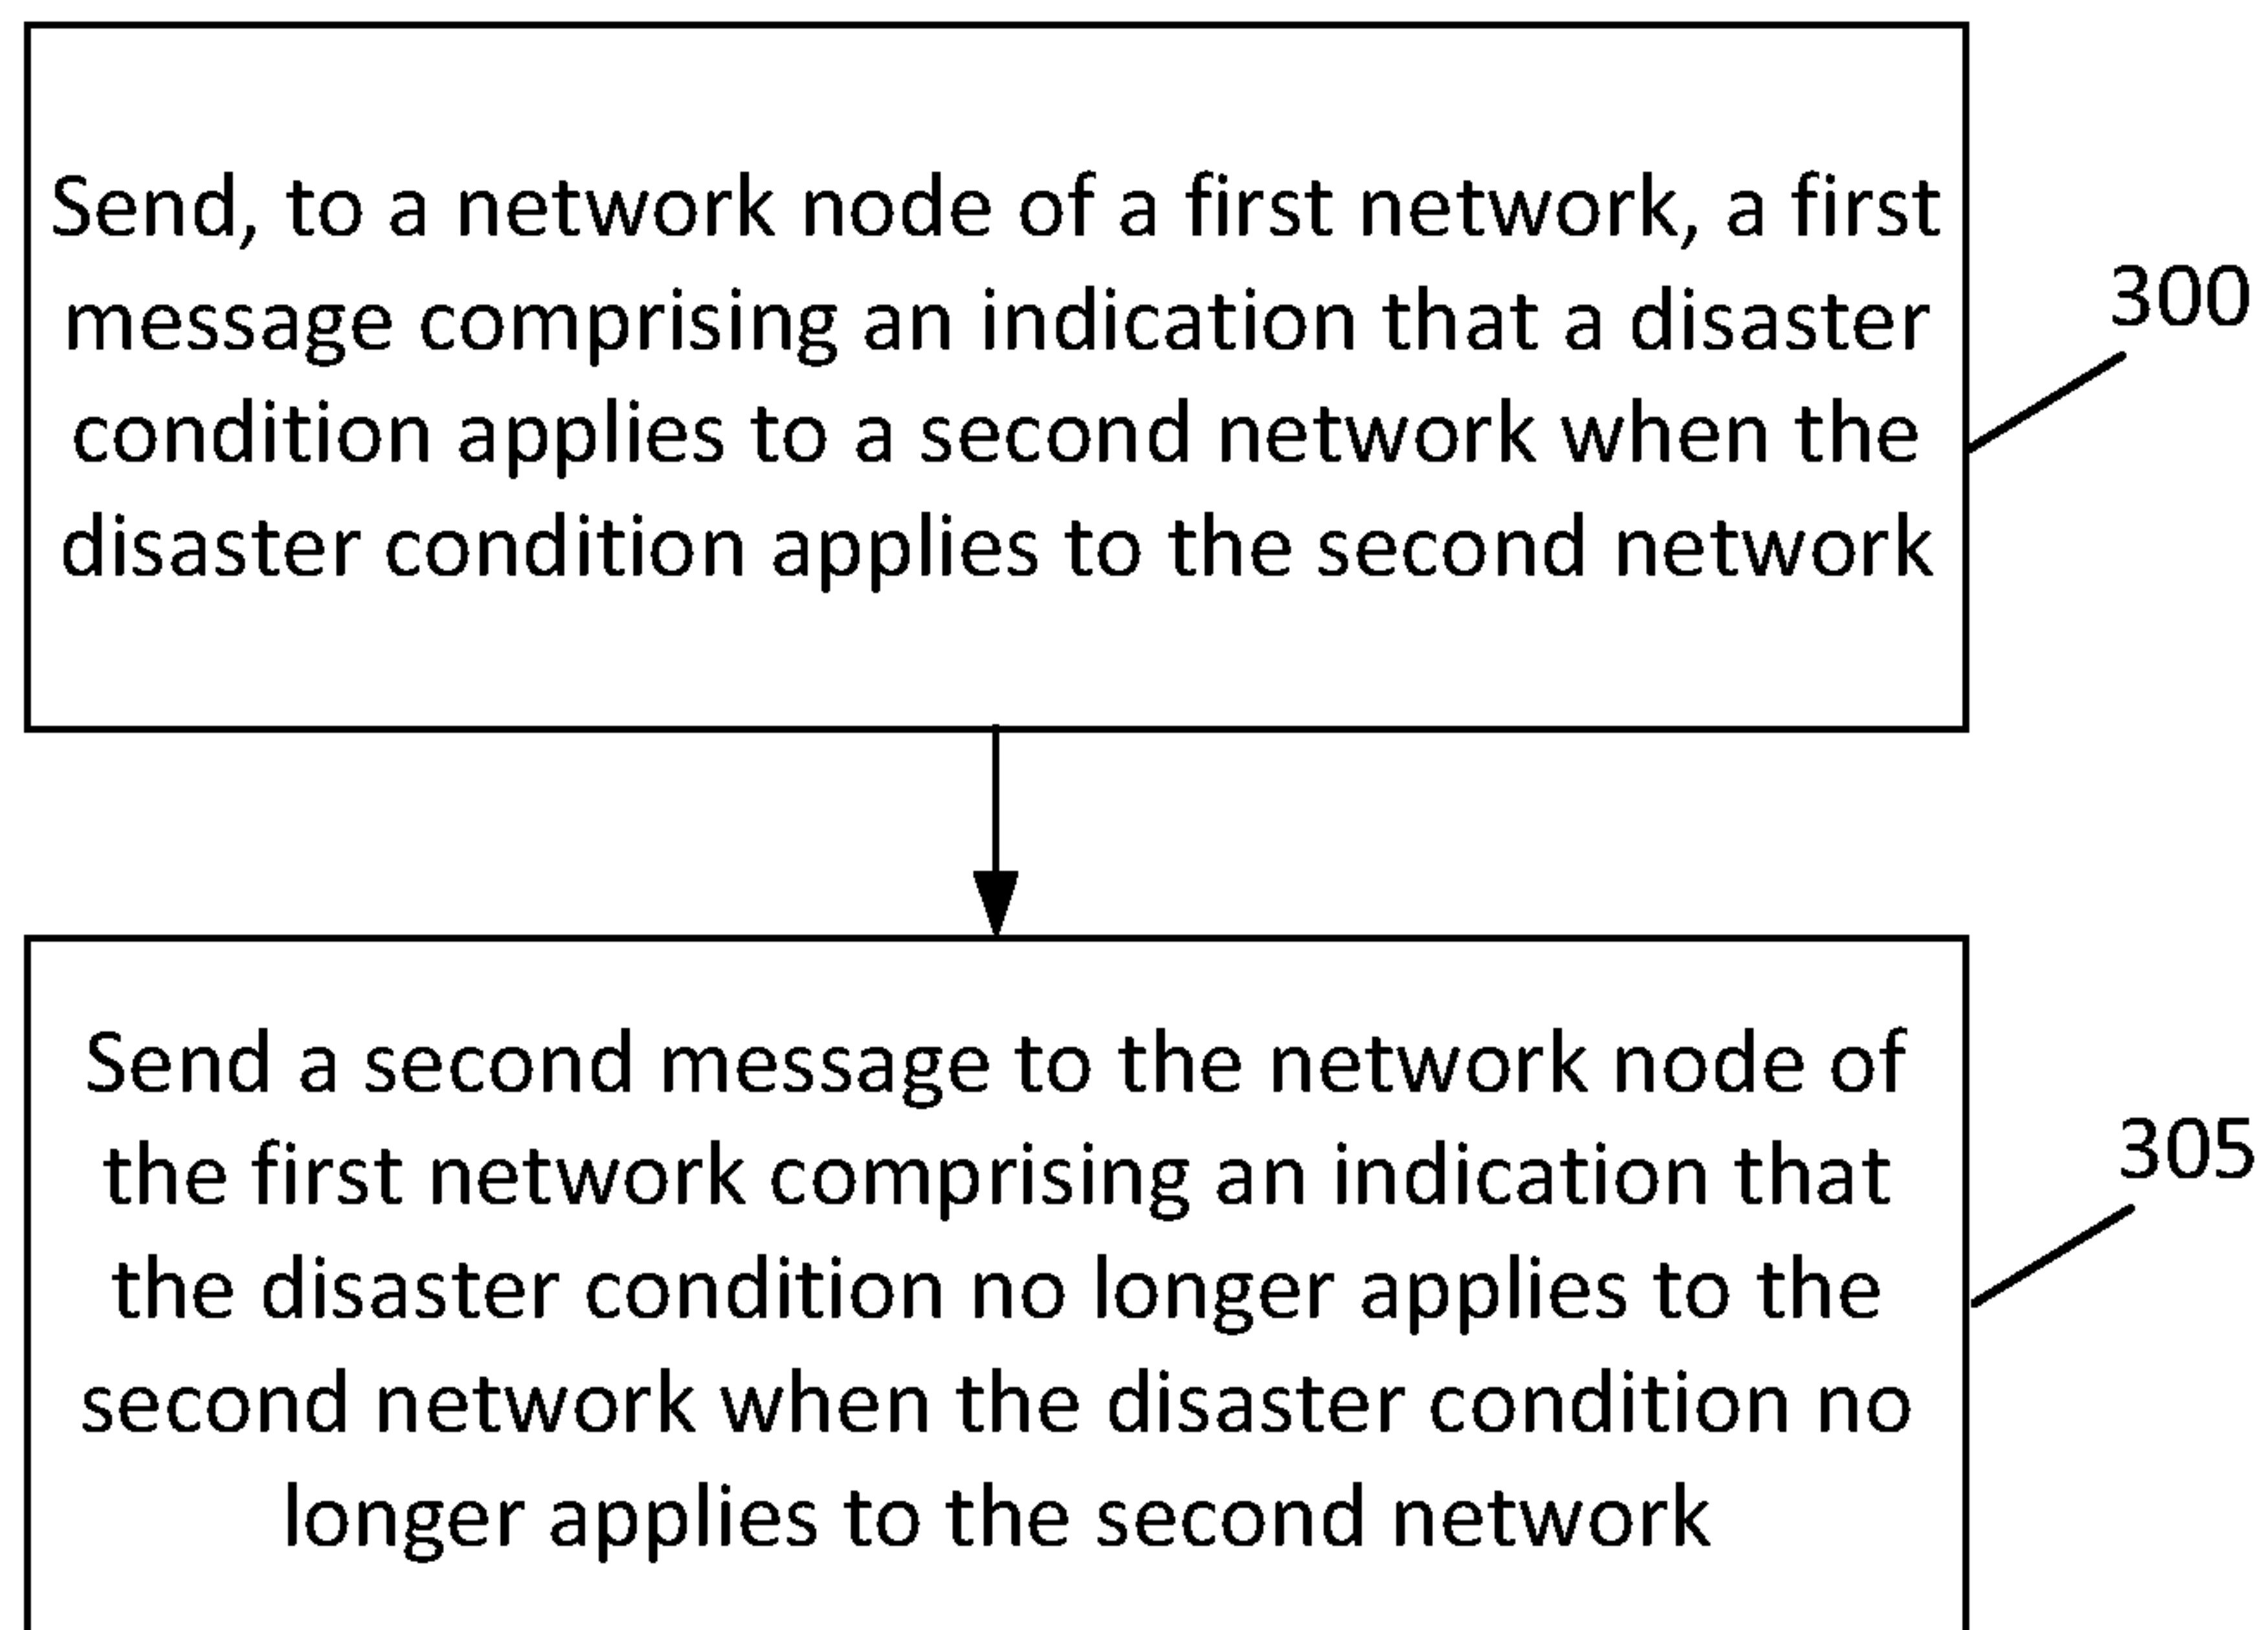 Send, to a network node of a first network, a first
message comprising an indication that a disaster
condition applies to a second network when the
disaster condition applies to the second network
300
Send a second message to the network node of
the first network comprising an indication that
the disaster condition no longer applies to the
second network when the disaster condition no
longer applies to the second network
305